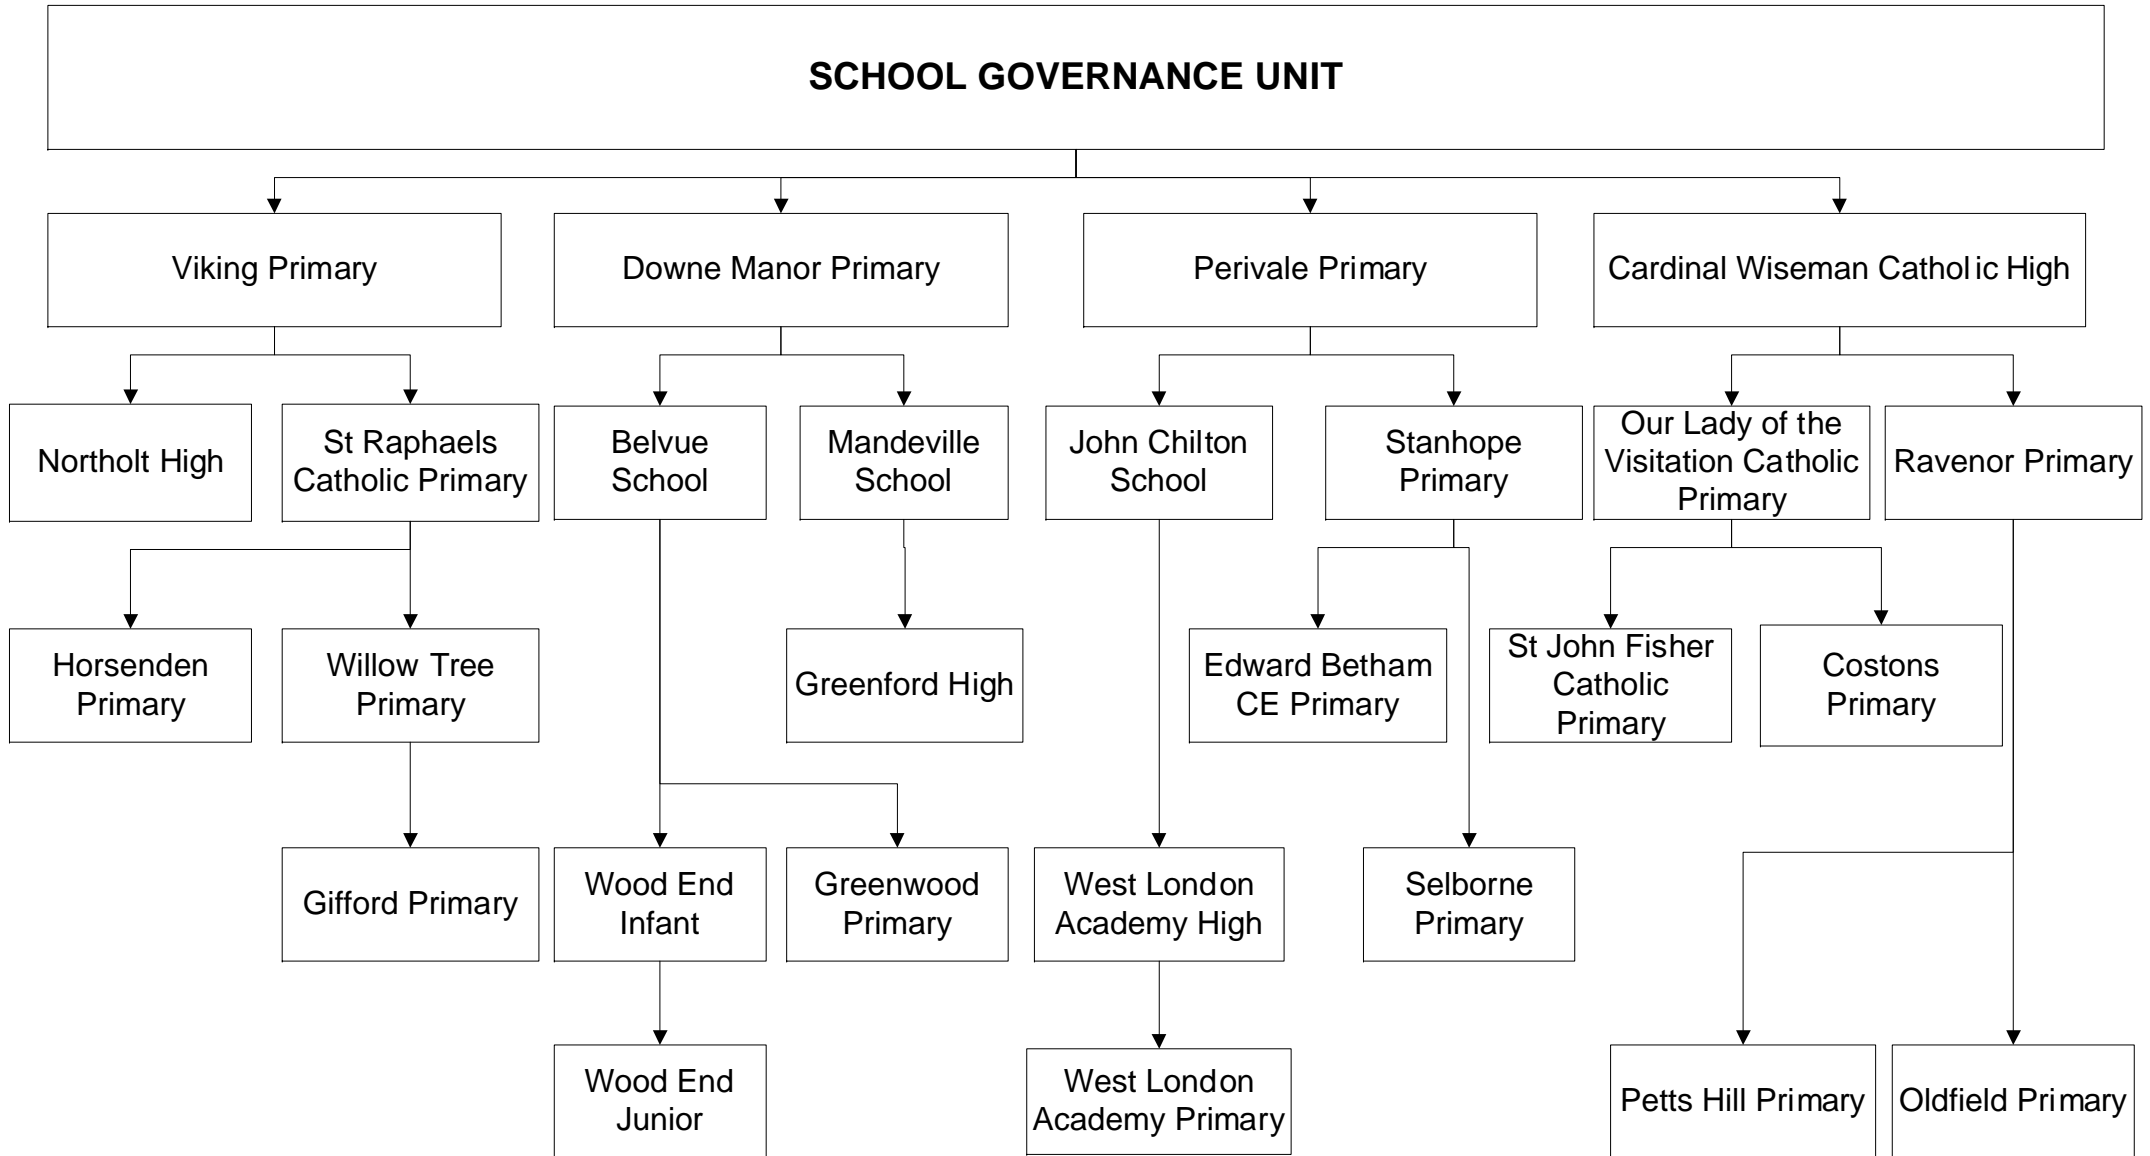 SCHOOL GOVERNANCE UNIT
Viking Primary
Downe Manor Primary
Perivale Primary
Cardinal Wiseman Catholic High
Northolt High
St Raphaels
Catholic Primary
Belvue
School
Mandeville
School
John Chilton
School
Stanhope
Primary
Our Lady of the
Visitation Catholic
Primary
Ravenor Primary
Horsenden
Primary
Willow Tree
Primary
Greenford High
Edward Betham
CE Primary
St John Fisher
Catholic
Primary
Costons
Primary
Gifford Primary
Wood End
Infant
Greenwood
Primary
West London
Academy High
Selborne
Primary
Wood End
Junior
West London
Academy Primary
Petts Hill Primary
Oldfield Primary